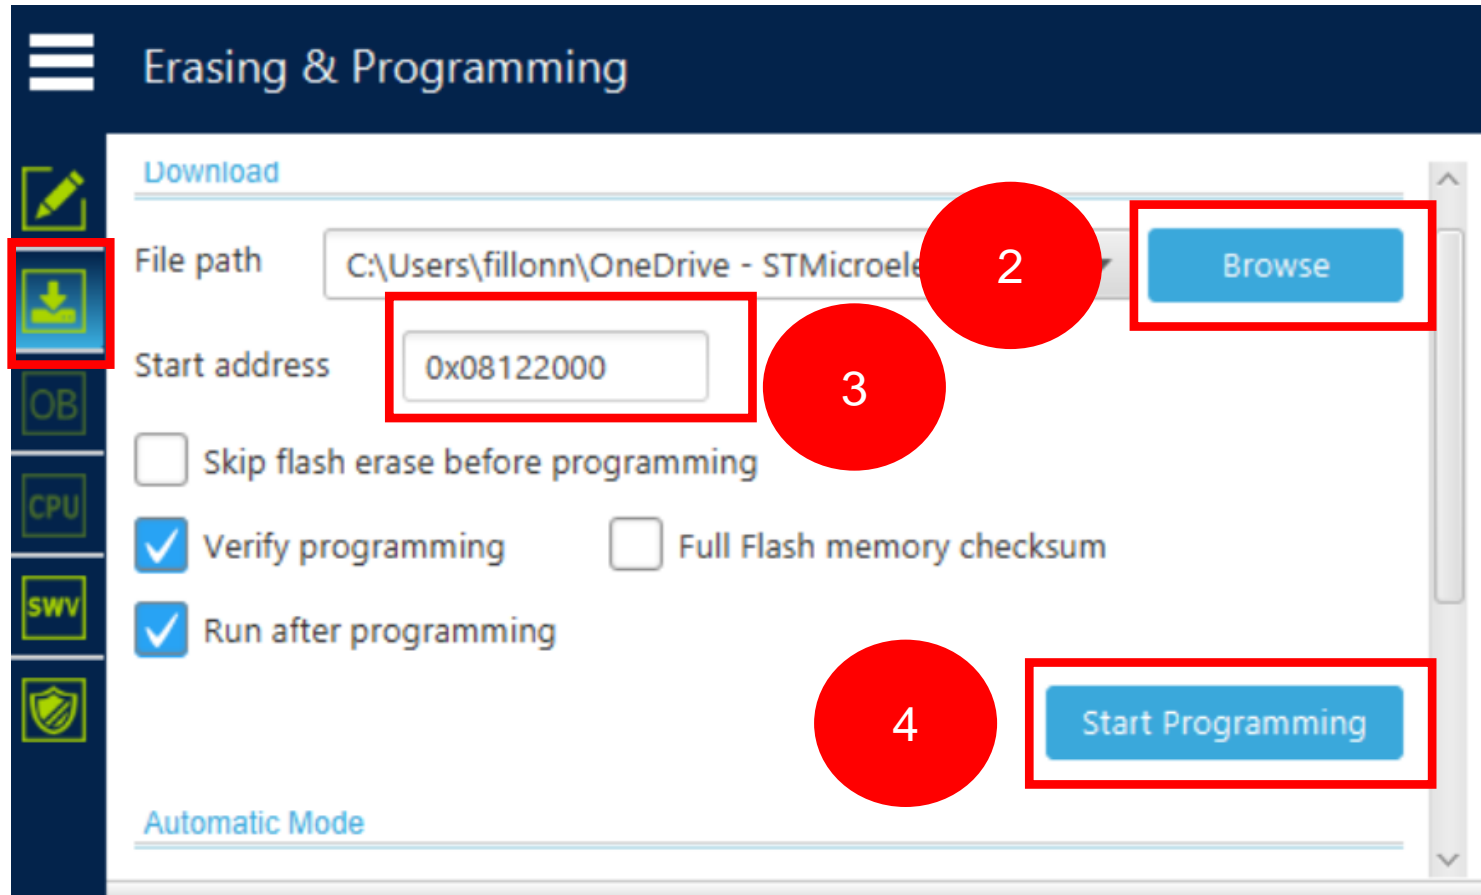 Erasing & Programming
Download
File path
C:\Users\fillonn\OneDrive - STMicroele
2
Browse
Start address
0x08122000
3
OB
Skip flash erase before programming
CPU
Verify programming
Full Flash memory checksum
SWV
Run after programming
4
Start Programming
Automatic Mode